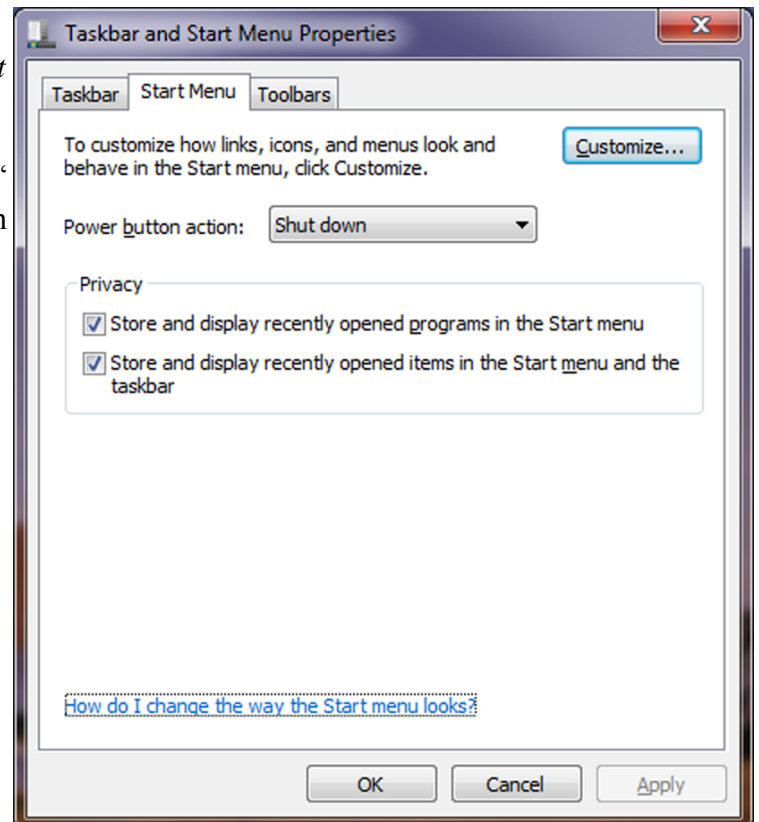 Taskbar and Start Menu Properties
t
Taskbar Start Menu Toolbars
To customize how links, icons, and menus look and
behave in the Start menu, click Customize.
Customize...
“
n
Power button action: Shut down
Privacy
Store and display recently opened programs in the Start menu
Store and display recently opened items in the Start menu and the
taskbar
How do I change the way the Start menu looks?
OK Cancel Apply